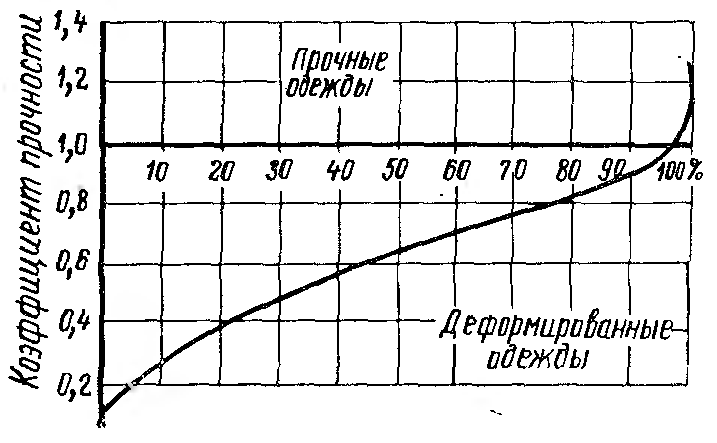 Коэффициент прочности
1,4
1,2
1,0
0,8
0,6
0,4
0,2
Прочные
одежды
10 20 30 40 50 60 70 80 90 100%
Деформированные
одежды